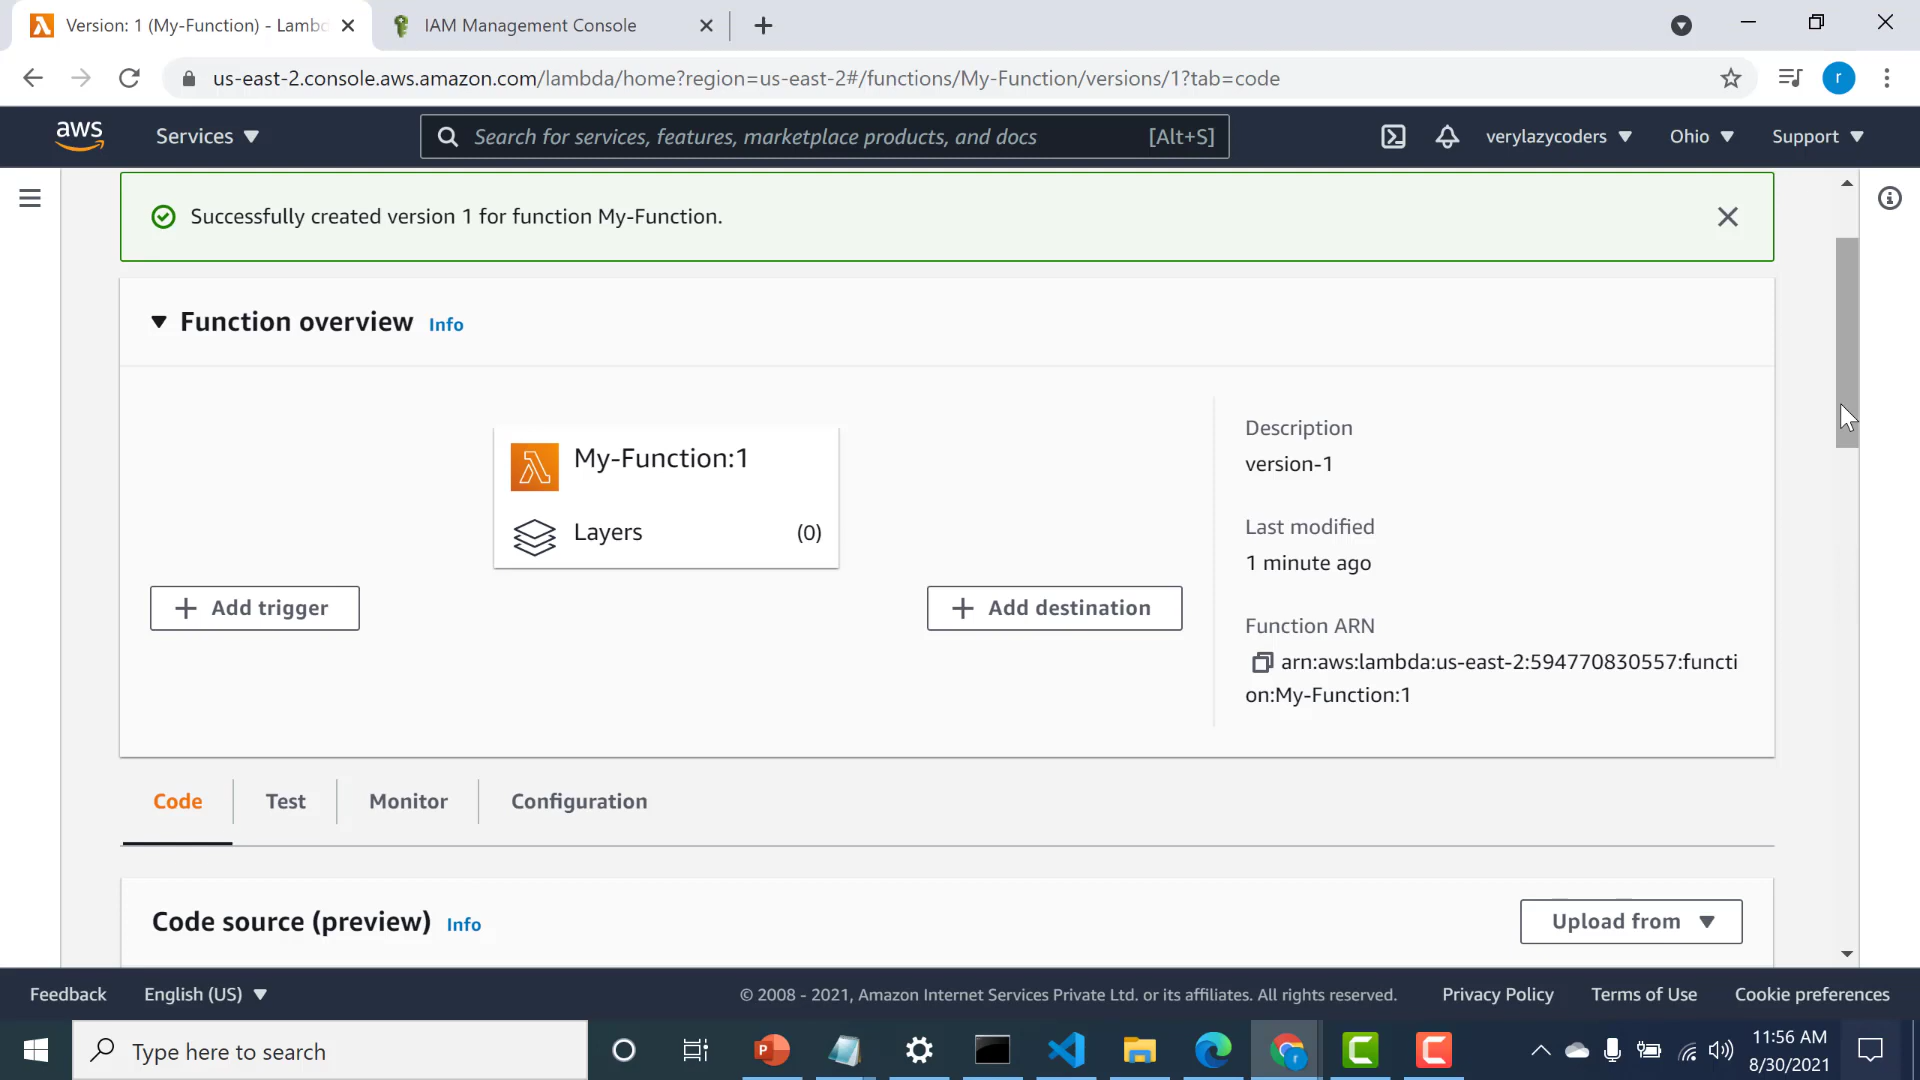 Version: 1 (My-Function) - Lambd
IAM Management Console
us-east-2.console.aws.amazon.com/lambda/home?region=us-east-2#/functions/My-Function/versions/1?tab=code
r
aws
Services
Search for services, features, marketplace products, and docs
[Alt+S]
verylazycoders
Ohio
Support
Successfully created version 1 for function My-Function.
Function overview Info
My-Function:1
Layers (0)
Add trigger
Add destination
Description
version-1
Last modified
1 minute ago
Function ARN
arn:aws:lambda:us-east-2:594770830557:functi
on:My-Function:1
Code
Test
Monitor
Configuration
Code source (preview) Info
Upload from
Feedback
English (US)
© 2008 - 2021, Amazon Internet Services Private Ltd. or its affiliates. All rights reserved.
Privacy Policy
Terms of Use
Cookie preferences
Type here to search
11:56 AM
8/30/2021